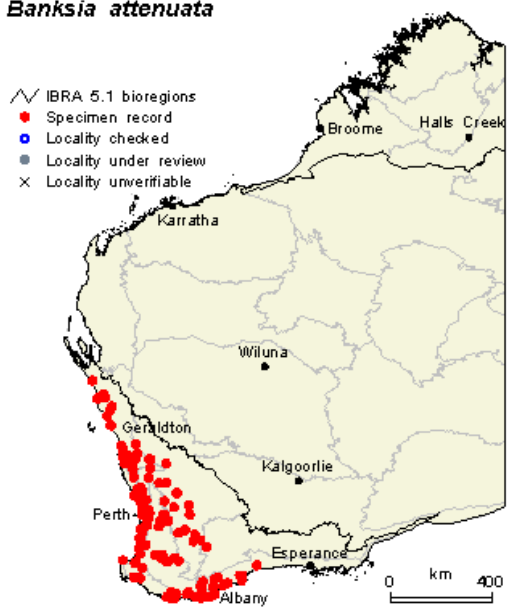 Banksia attenuata
IBRA 5.1 bioregions
Specimen record
Locality checked
Locality under review
Locality unverifiable
Broome
Halls Creek
Karratha
Wiluna
Geraldton
Kalgoorlie
Perth
Esperance
Albany
km
0 400